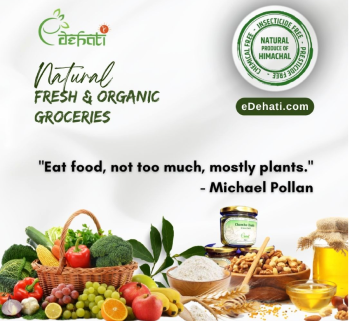 eDehati
Natural
FRESH & ORGANIC
GROCERIES
CHEMICAL FREE - INSECTICIDE FREE - PRESTICIDE FREE -
NATURAL
PRODUCE OF
HIMACHAL
eDehati.com
"Eat food, not too much, mostly plants."
- Michael Pollan